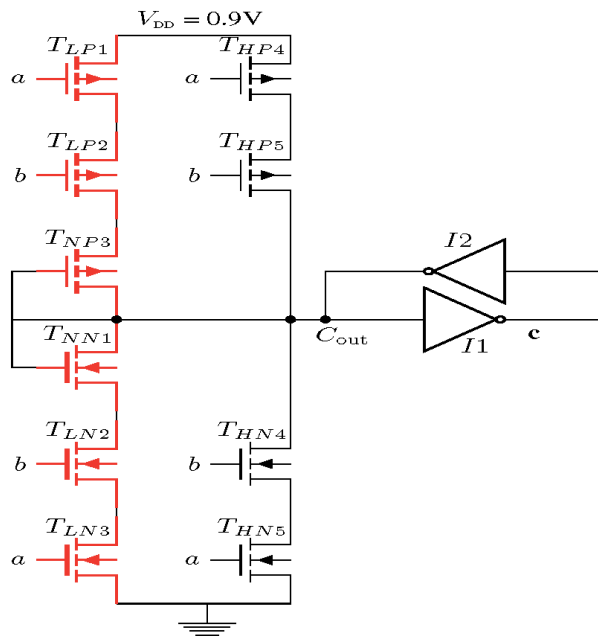 V_DD = 0.9V
T_LP1
T_HP4
a
a
T_LP2
T_HP5
b
b
T_NP3
I2
C_out
I1
c
T_NN1
T_LN2
T_HN4
b
b
T_LN3
T_HN5
a
a